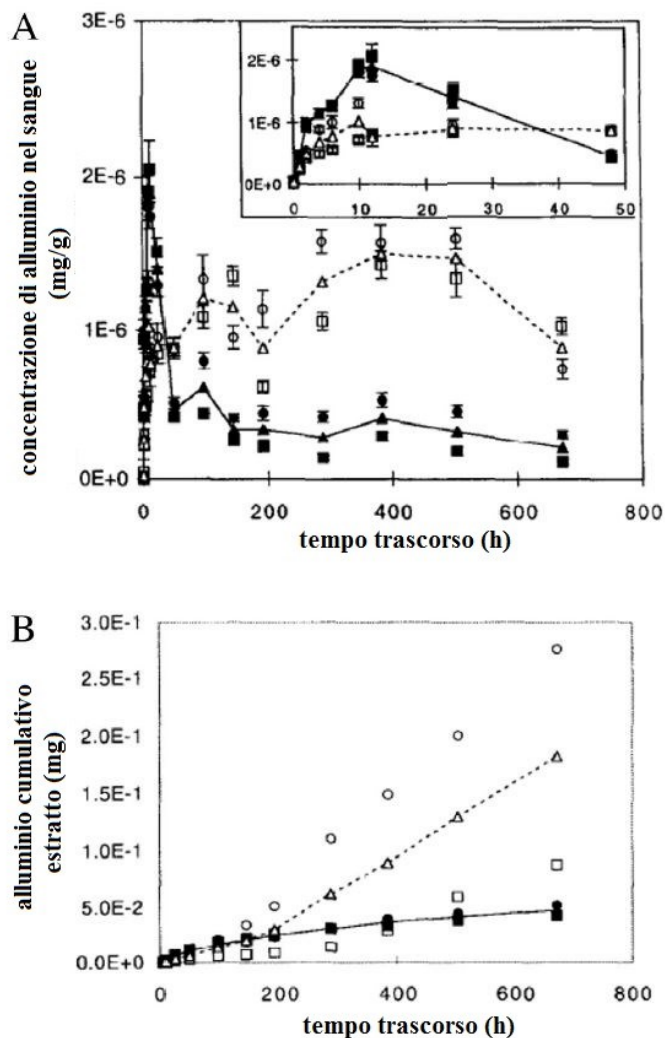 A
3E-6
2E-6
1E-6
0E+0
concentrazione di alluminio nel sangue
(mg/g)
2E-6
1E-6
0E+0
0 10 20 30 40 50
0 200 400 600 800
tempo trascorso (h)
B
3.0E-1
2.5E-1
2.0E-1
1.5E-1
1.0E-1
5.0E-2
0.0E+0
alluminio cumulativo
estratto (mg)
0 200 400 600 800
tempo trascorso (h)